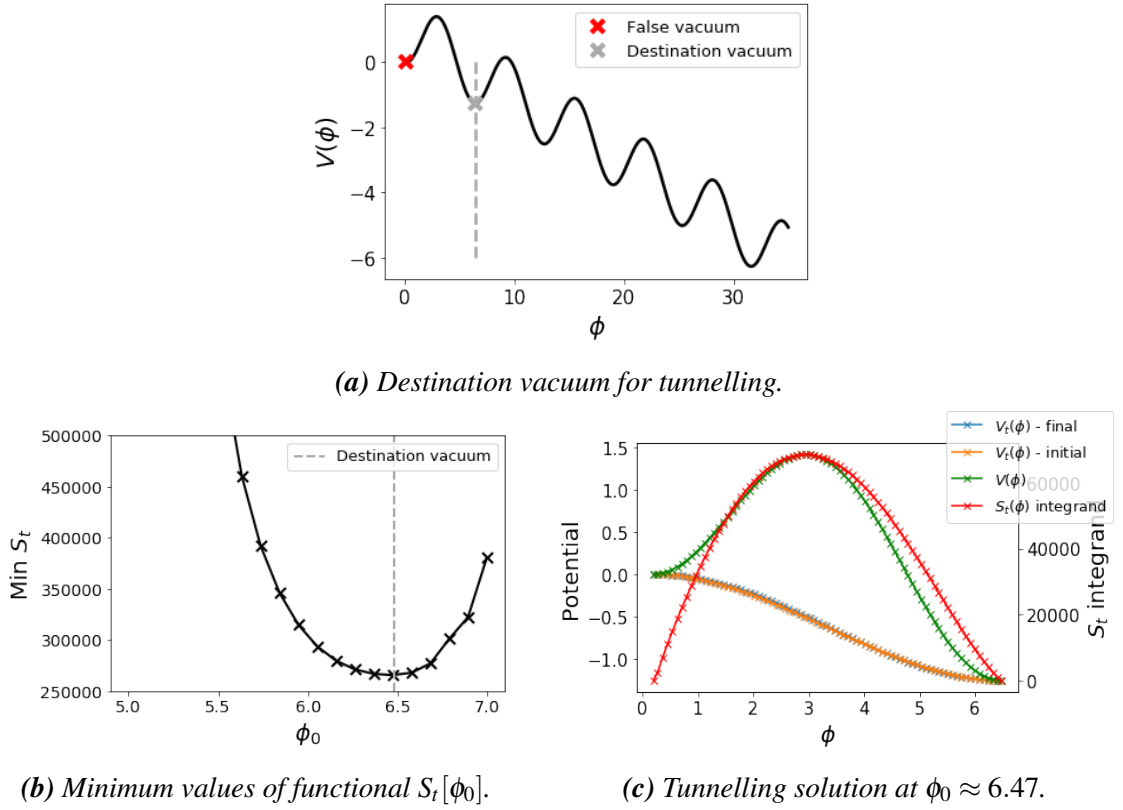 False vacuum
Destination vacuum
0
−2
−4
−6
V(ϕ)
0
10
20
30
ϕ
(a) Destination vacuum for tunnelling.
500000
450000
400000
350000
300000
250000
Min S_t
Destination vacuum
5.0
5.5
6.0
6.5
7.0
ϕ_0
(b) Minimum values of functional S_t[ϕ_0].
V_t(ϕ) - final
V_t(ϕ) - initial
V(ϕ)
S_t(ϕ) integrand
1.5
1.0
0.5
0.0
−0.5
−1.0
Potential
60000
40000
20000
0
S_t integrand
0
1
2
3
4
5
6
ϕ
(c) Tunnelling solution at ϕ_0 ≈ 6.47.